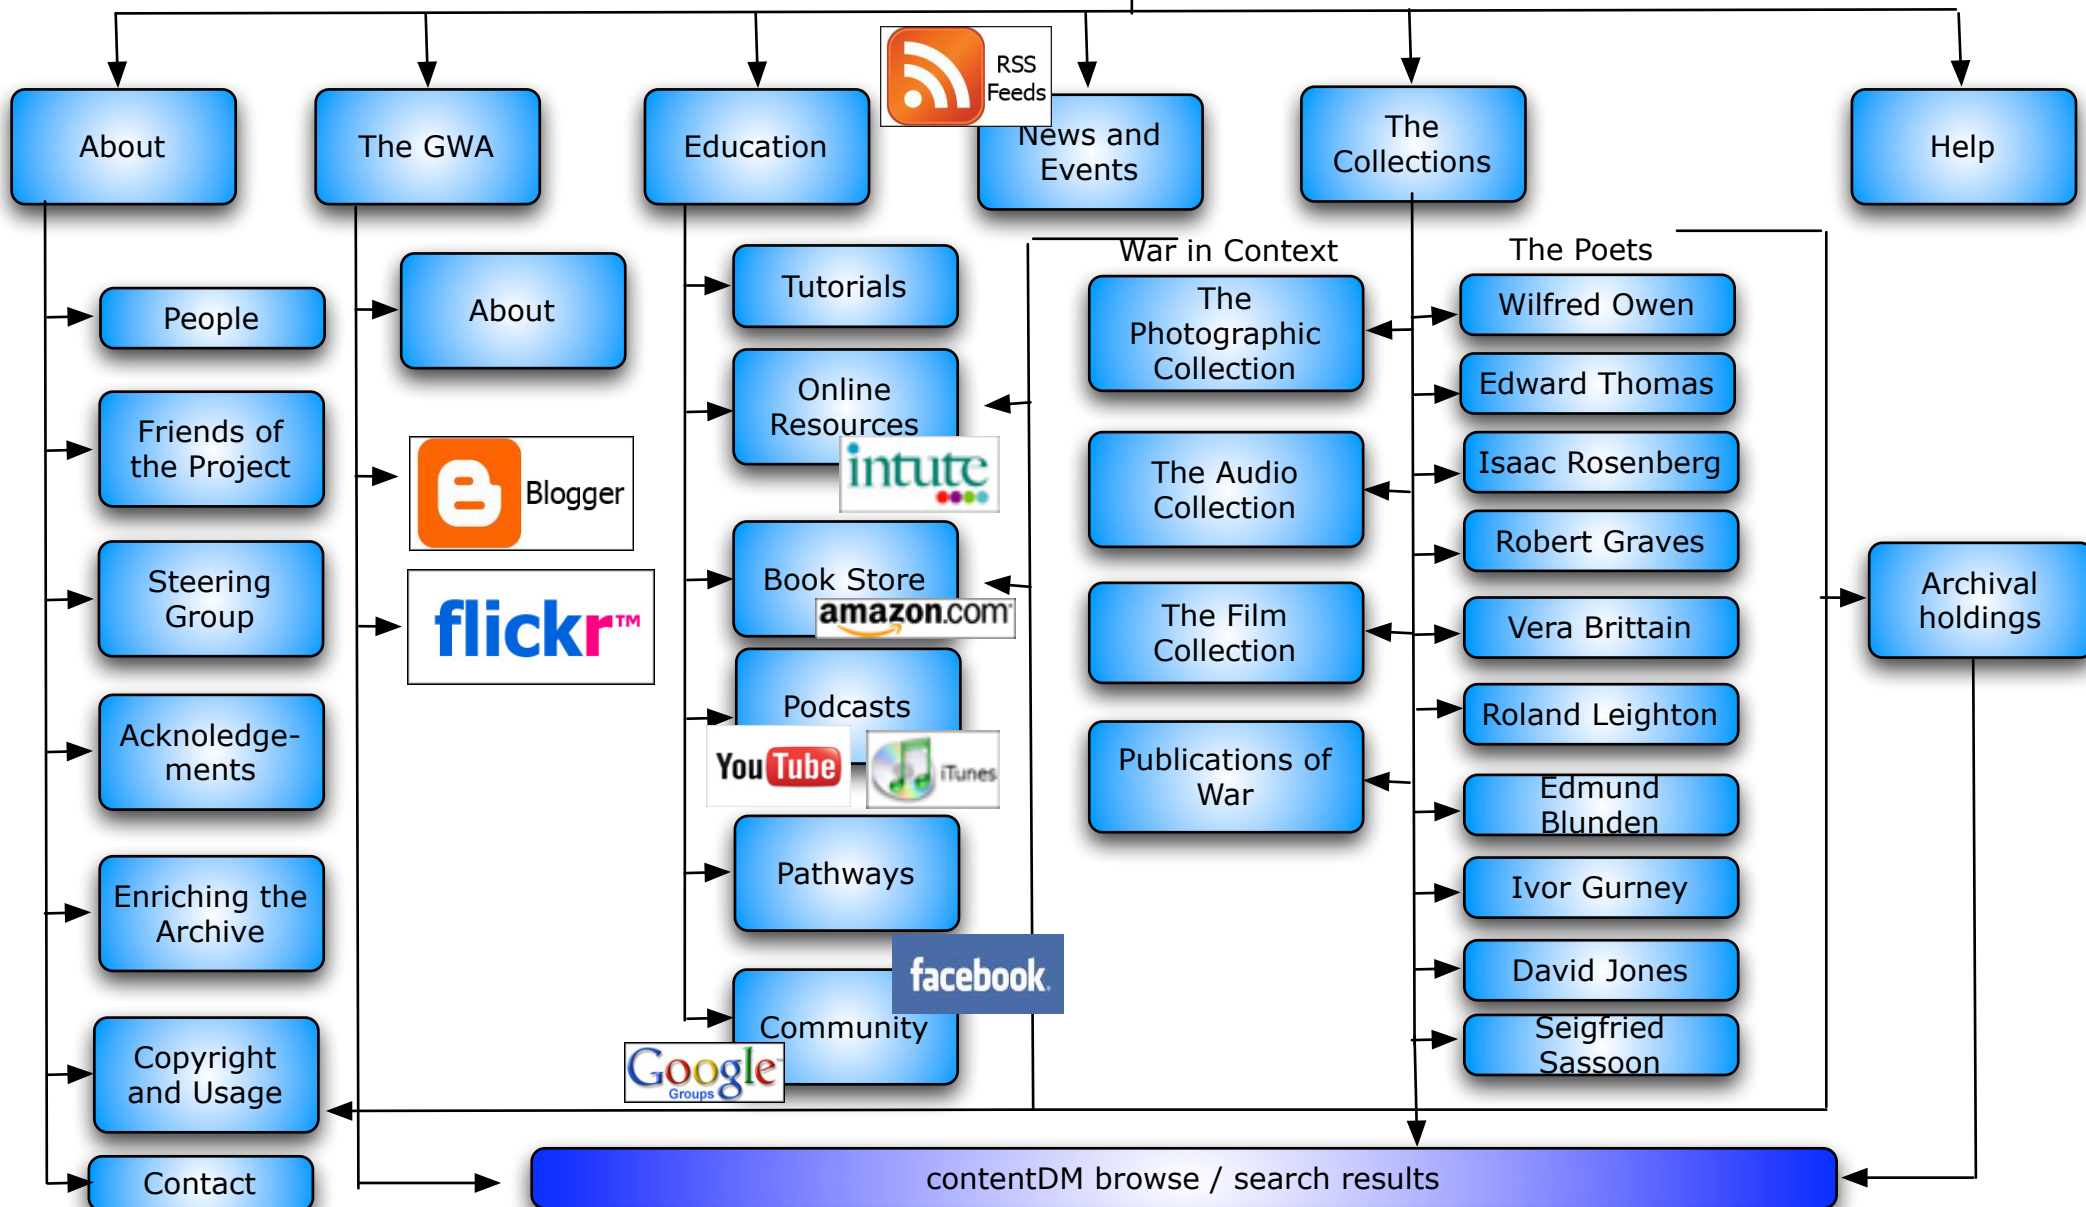 RSS
Feeds
About
The GWA
Education
News and
Events
The
Collections
Help
People
Friends of
the Project
Steering
Group
Acknoledge-
ments
Enriching the
Archive
Copyright
and Usage
Contact
About
Blogger
flickr™
Tutorials
Online
Resources
intute
Book Store
amazon.com
Podcasts
You Tube
iTunes
Pathways
facebook.
Community
Google™
Groups
War in Context
The
Photographic
Collection
The Audio
Collection
The Film
Collection
Publications of
War
The Poets
Wilfred Owen
Edward Thomas
Isaac Rosenberg
Robert Graves
Vera Brittain
Roland Leighton
Edmund
Blunden
Ivor Gurney
David Jones
Seigfried
Sassoon
Archival
holdings
contentDM browse / search results